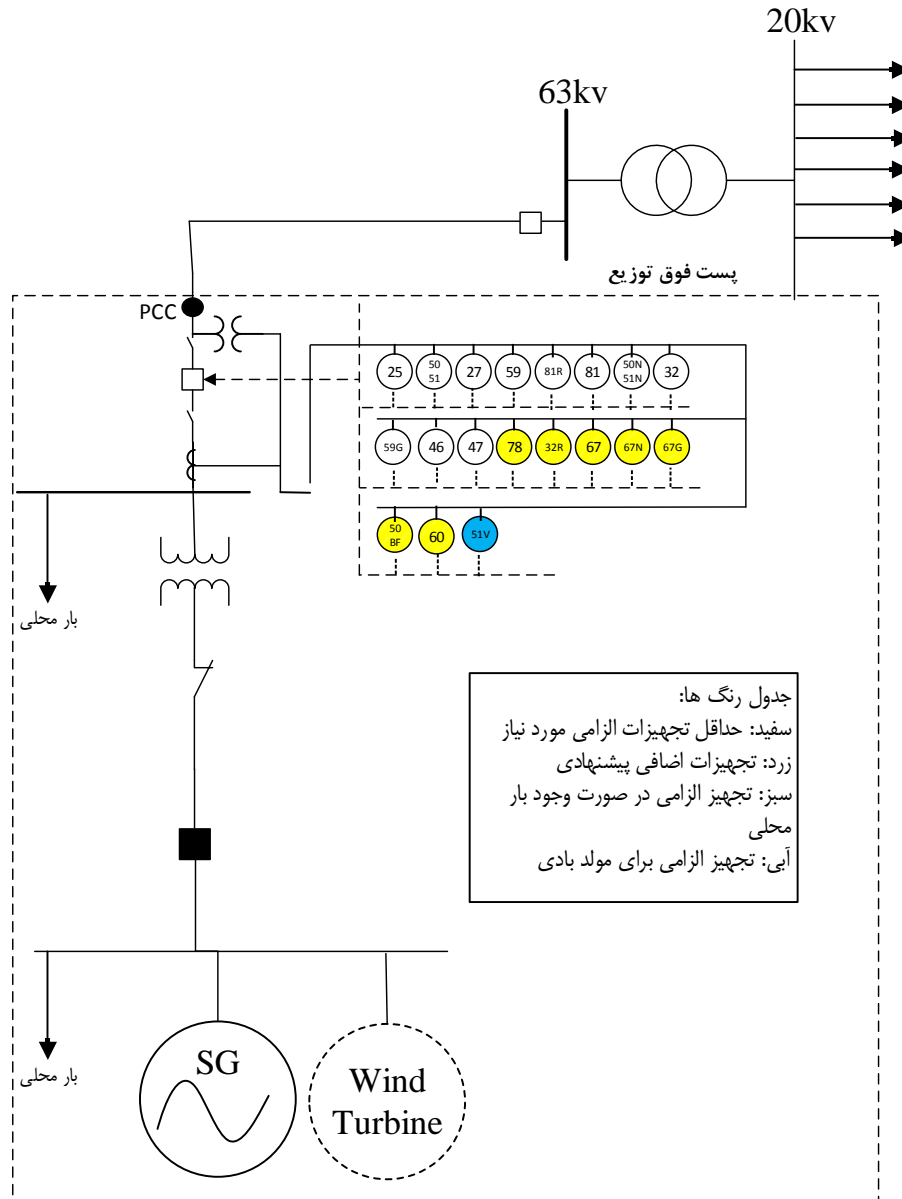 20kv
63kv
پست فوق توزیع
PCC
25
50
51
27
59
81R
81
50N
51N
32
59G
46
47
78
32R
67
67N
67G
50
BF
60
51V
بار محلی
جدول رنگ ها:
سفید: حداقل تجهیزات الزامی مورد نیاز
زرد: تجهیزات اضافی پیشنهادی
سبز: تجهیز الزامی در صورت وجود بار
محلی
آبی: تجهیز الزامی برای مولد بادی
SG
Wind
Turbine
بار محلی